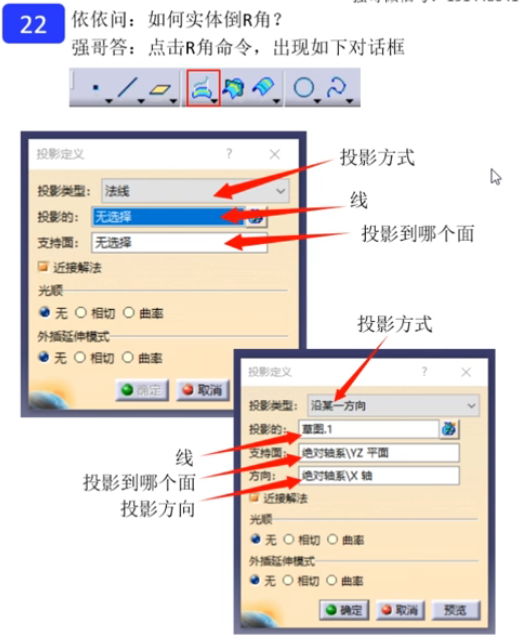 22
依依问：如何实体倒R角？
强哥答：点击R角命令，出现如下对话框
投影定义 ? ×
投影类型： 法线
投影的： 无选择
支持面： 无选择
近接解法
光顺
无 相切 曲率
外插延伸模式
无 相切 曲率
确定 取消
投影方式
线
投影到哪个面
投影方式
投影定义 ? ×
投影类型： 沿某一方向
投影的： 草图.1
支持面： 绝对轴系\YZ 平面
方向： 绝对轴系\X 轴
近接解法
光顺
无 相切 曲率
外插延伸模式
无 相切 曲率
确定 取消 预览
线
投影到哪个面
投影方向